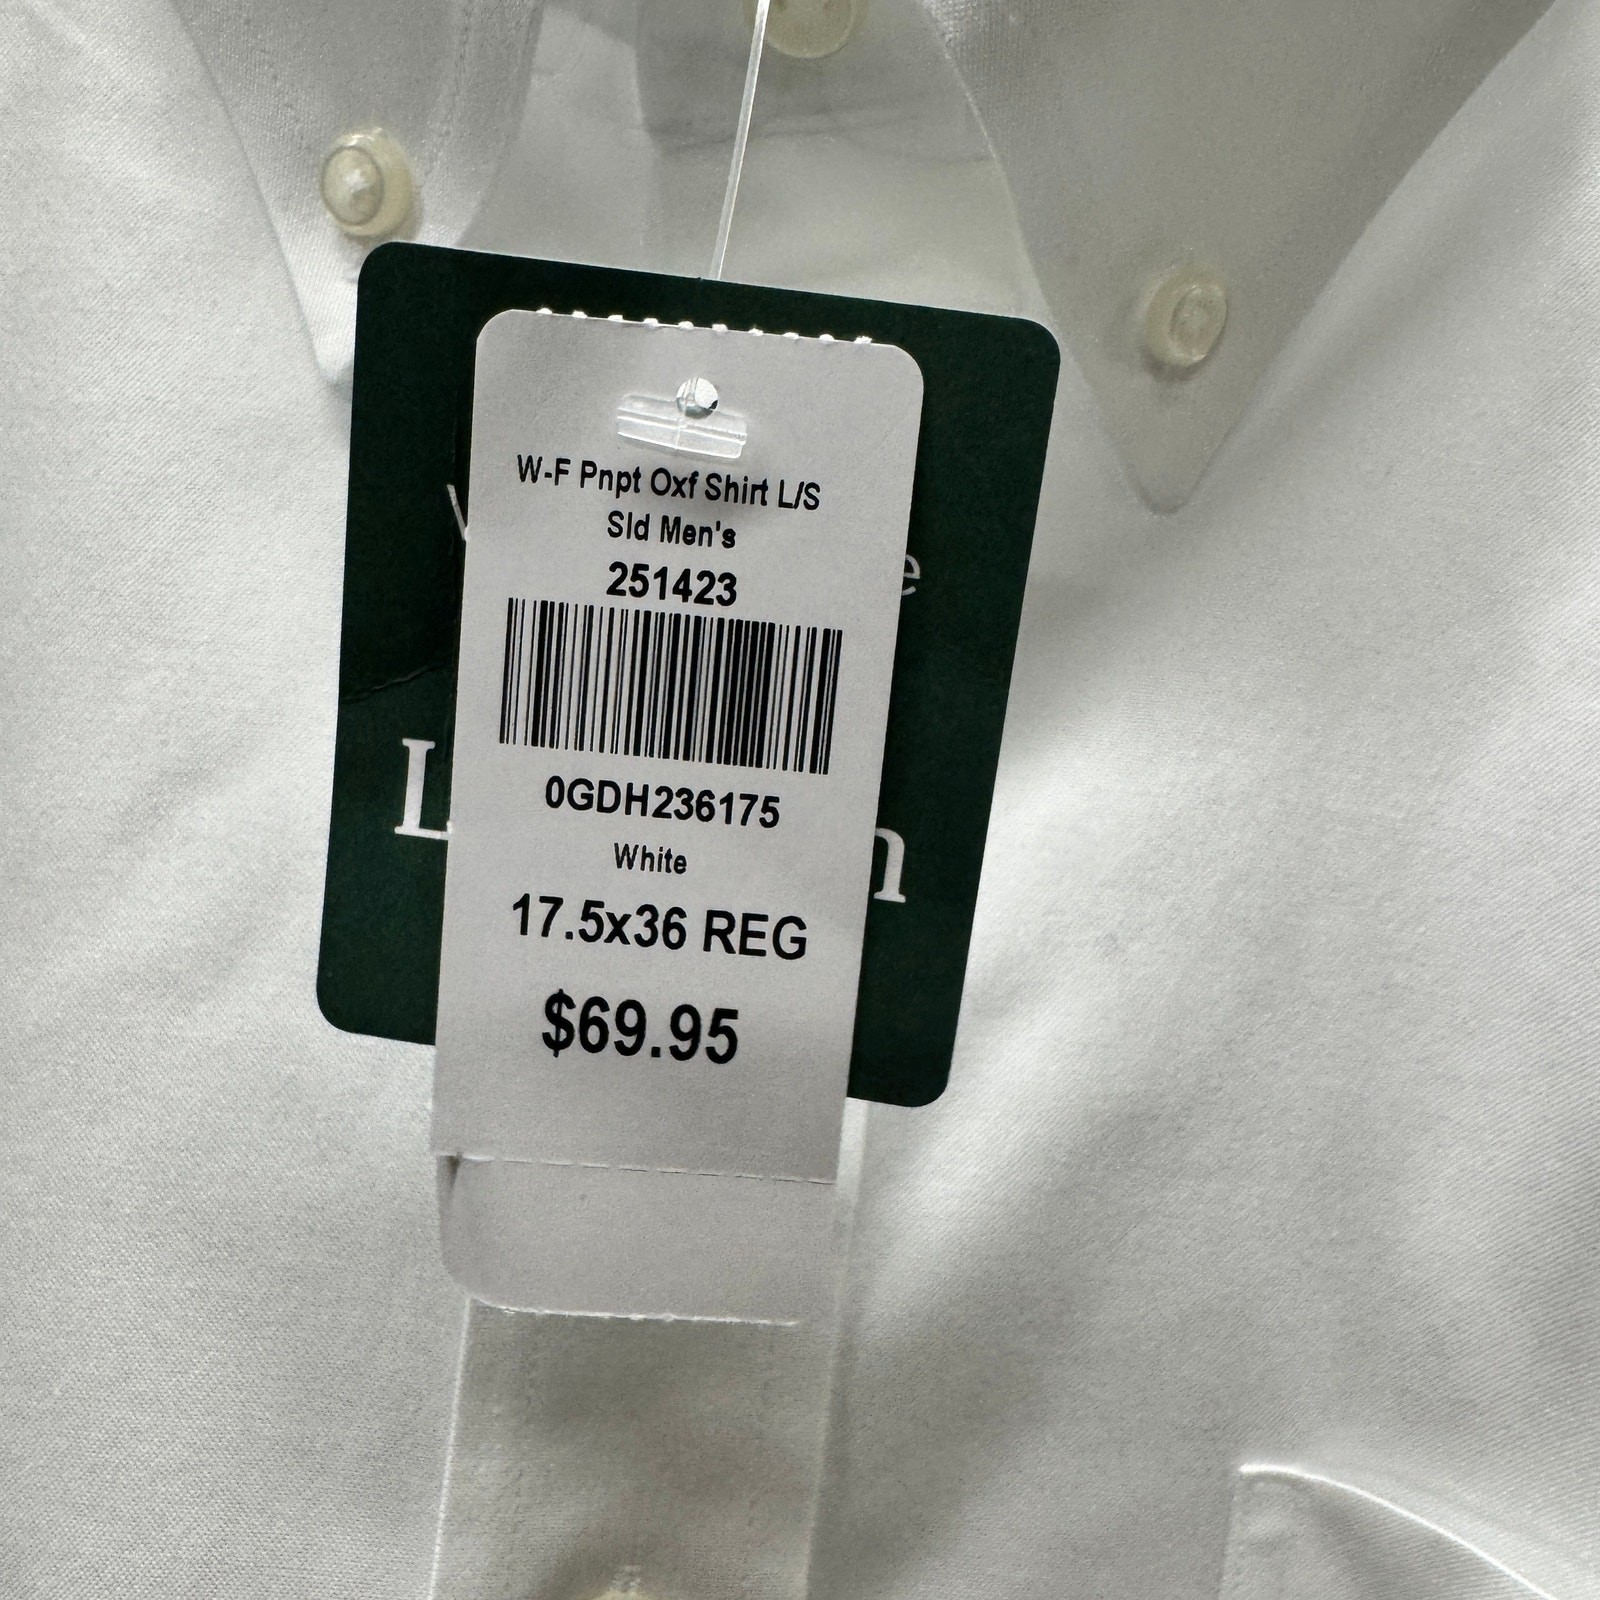 W-F Pnpt Oxf Shirt L/S
Sld Men's
251423
0GDH236175
White
17.5x36 REG
$69.95